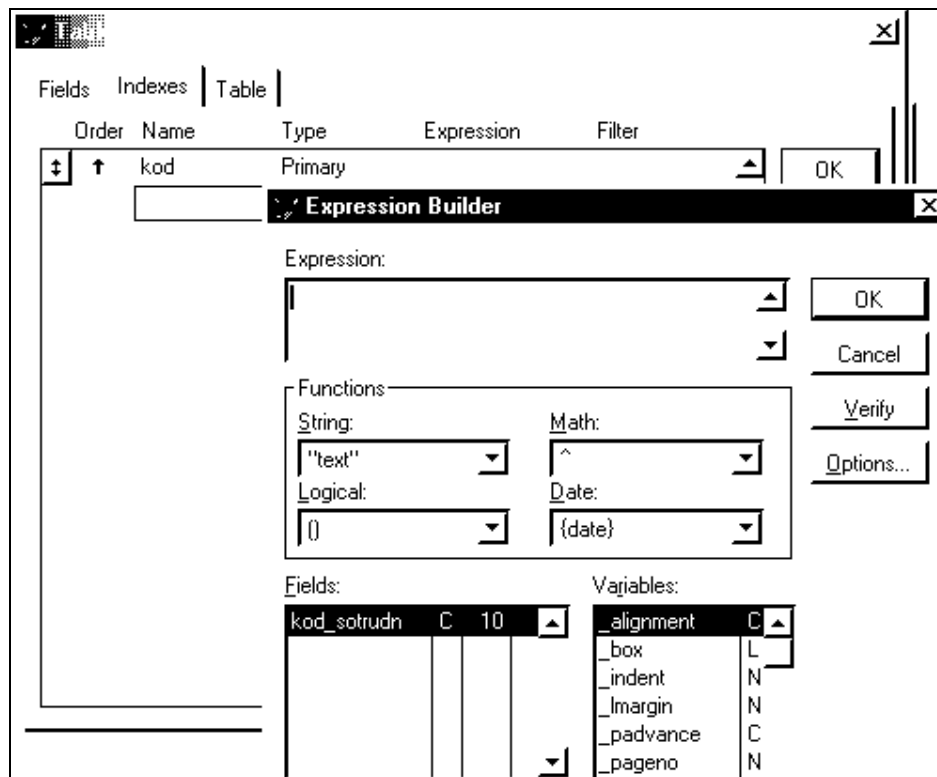 Fields Indexes Table
Order Name Type Expression Filter
kod Primary OK
Expression Builder
Expression:
OK
Cancel
Verify
Options...
Functions
String: Math:
"text" ^
Logical: Date:
() {date}
Fields: Variables:
kod_sotrudn C 10
_alignment C
_box L
_indent N
_lmargin N
_padvance C
_pageno N